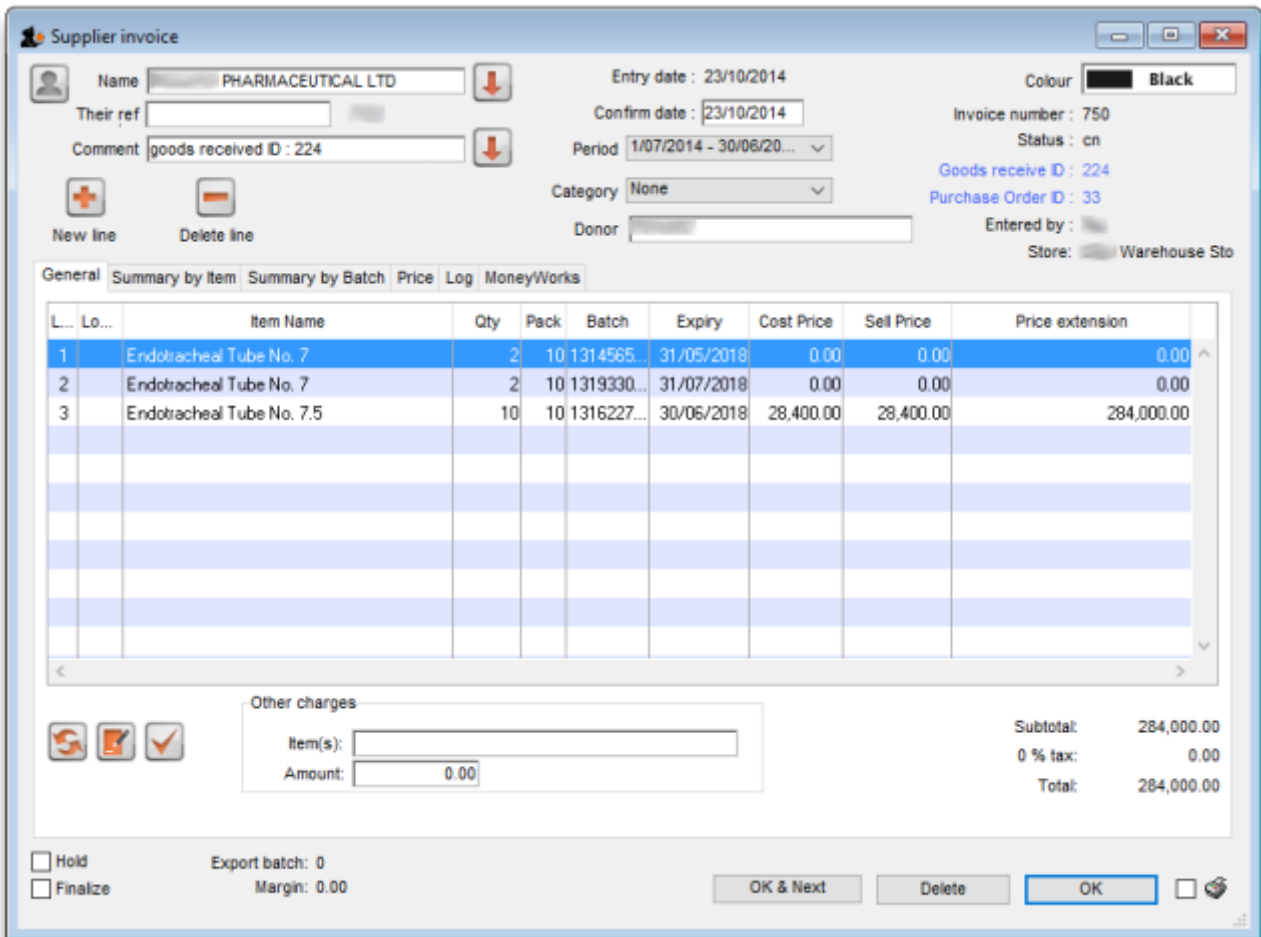 Supplier invoice
Name PHARMACEUTICAL LTD Entry date : 23/10/2014 Colour Black
Their ref Confirm date : 23/10/2014 Invoice number : 750
Comment goods received ID : 224 Period 1/07/2014 - 30/06/20... Status : cn
Goods receive ID : 224
Category None Purchase Order ID : 33
New line Delete line Donor Entered by :
Store: Warehouse Sto
General Summary by Item Summary by Batch Price Log MoneyWorks
L... Lo... Item Name Qty Pack Batch Expiry Cost Price Sell Price Price extension
1 Endotracheal Tube No. 7 2 10 1314565... 31/05/2018 0.00 0.00 0.00
2 Endotracheal Tube No. 7 2 10 1319330... 31/07/2018 0.00 0.00 0.00
3 Endotracheal Tube No. 7.5 10 10 1316227... 30/06/2018 28,400.00 28,400.00 284,000.00
Other charges
Item(s): Subtotal: 284,000.00
0 % tax: 0.00
Amount: 0.00 Total: 284,000.00
Hold Export batch: 0
Finalize Margin: 0.00 OK & Next Delete OK